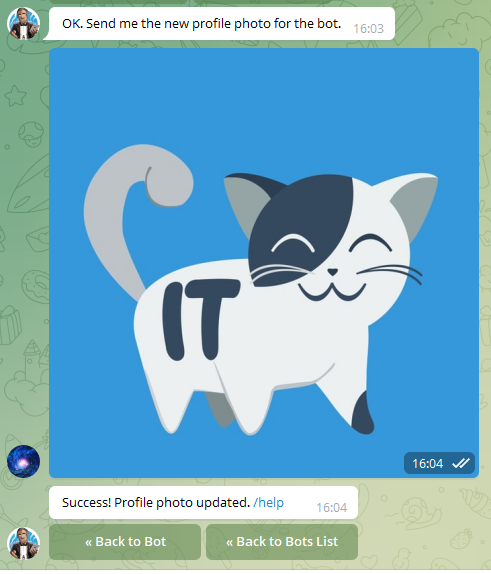 OK. Send me the new profile photo for the bot. 16:03
IT
16:04
Success! Profile photo updated. /help 16:04
« Back to Bot
« Back to Bots List